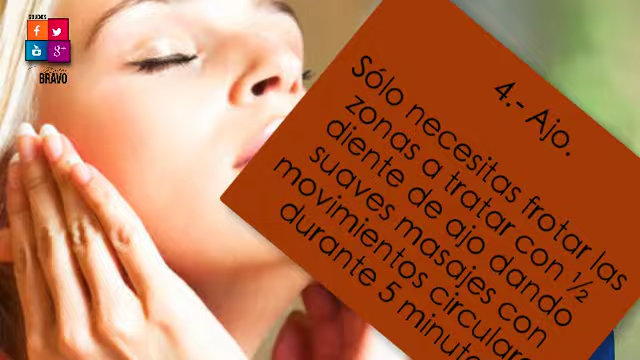 SÍGUENOS
BRAVO
4.- Ajo.
Sólo necesitas frotar las
zonas a tratar con ½
diente de ajo dando
suaves masajes con
movimientos
durante 5